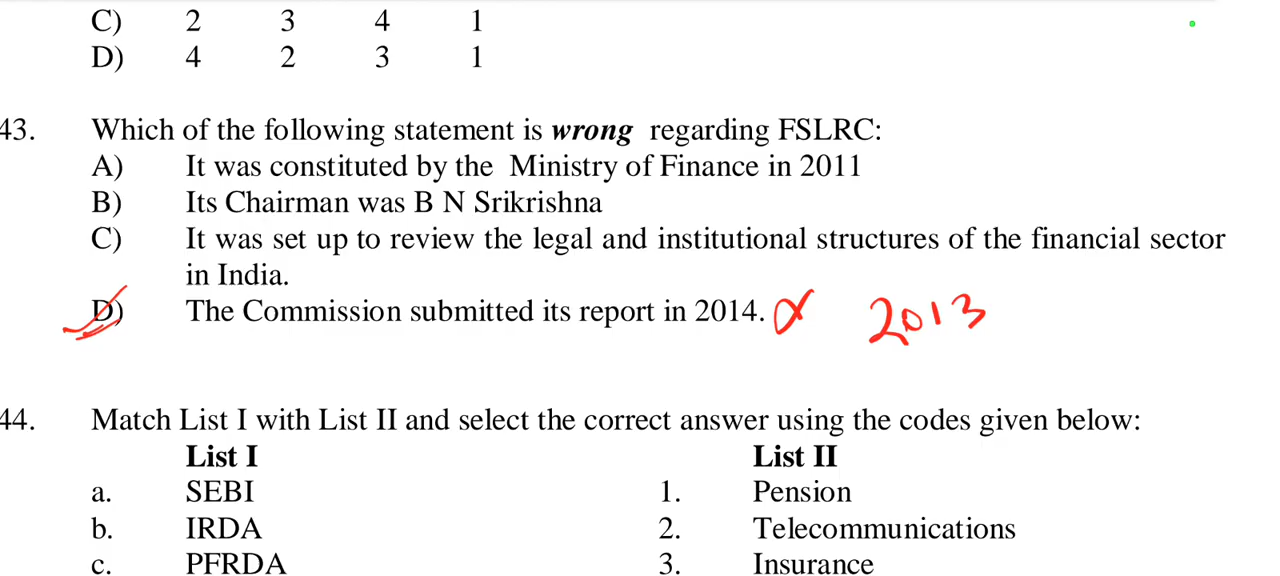 C) 2 3 4 1
D) 4 2 3 1
43. Which of the following statement is wrong regarding FSLRC:
A) It was constituted by the Ministry of Finance in 2011
B) Its Chairman was B N Srikrishna
C) It was set up to review the legal and institutional structures of the financial sector
in India.
D) The Commission submitted its report in 2014. 2013
44. Match List I with List II and select the correct answer using the codes given below:
List I List II
a. SEBI 1. Pension
b. IRDA 2. Telecommunications
c. PFRDA 3. Insurance